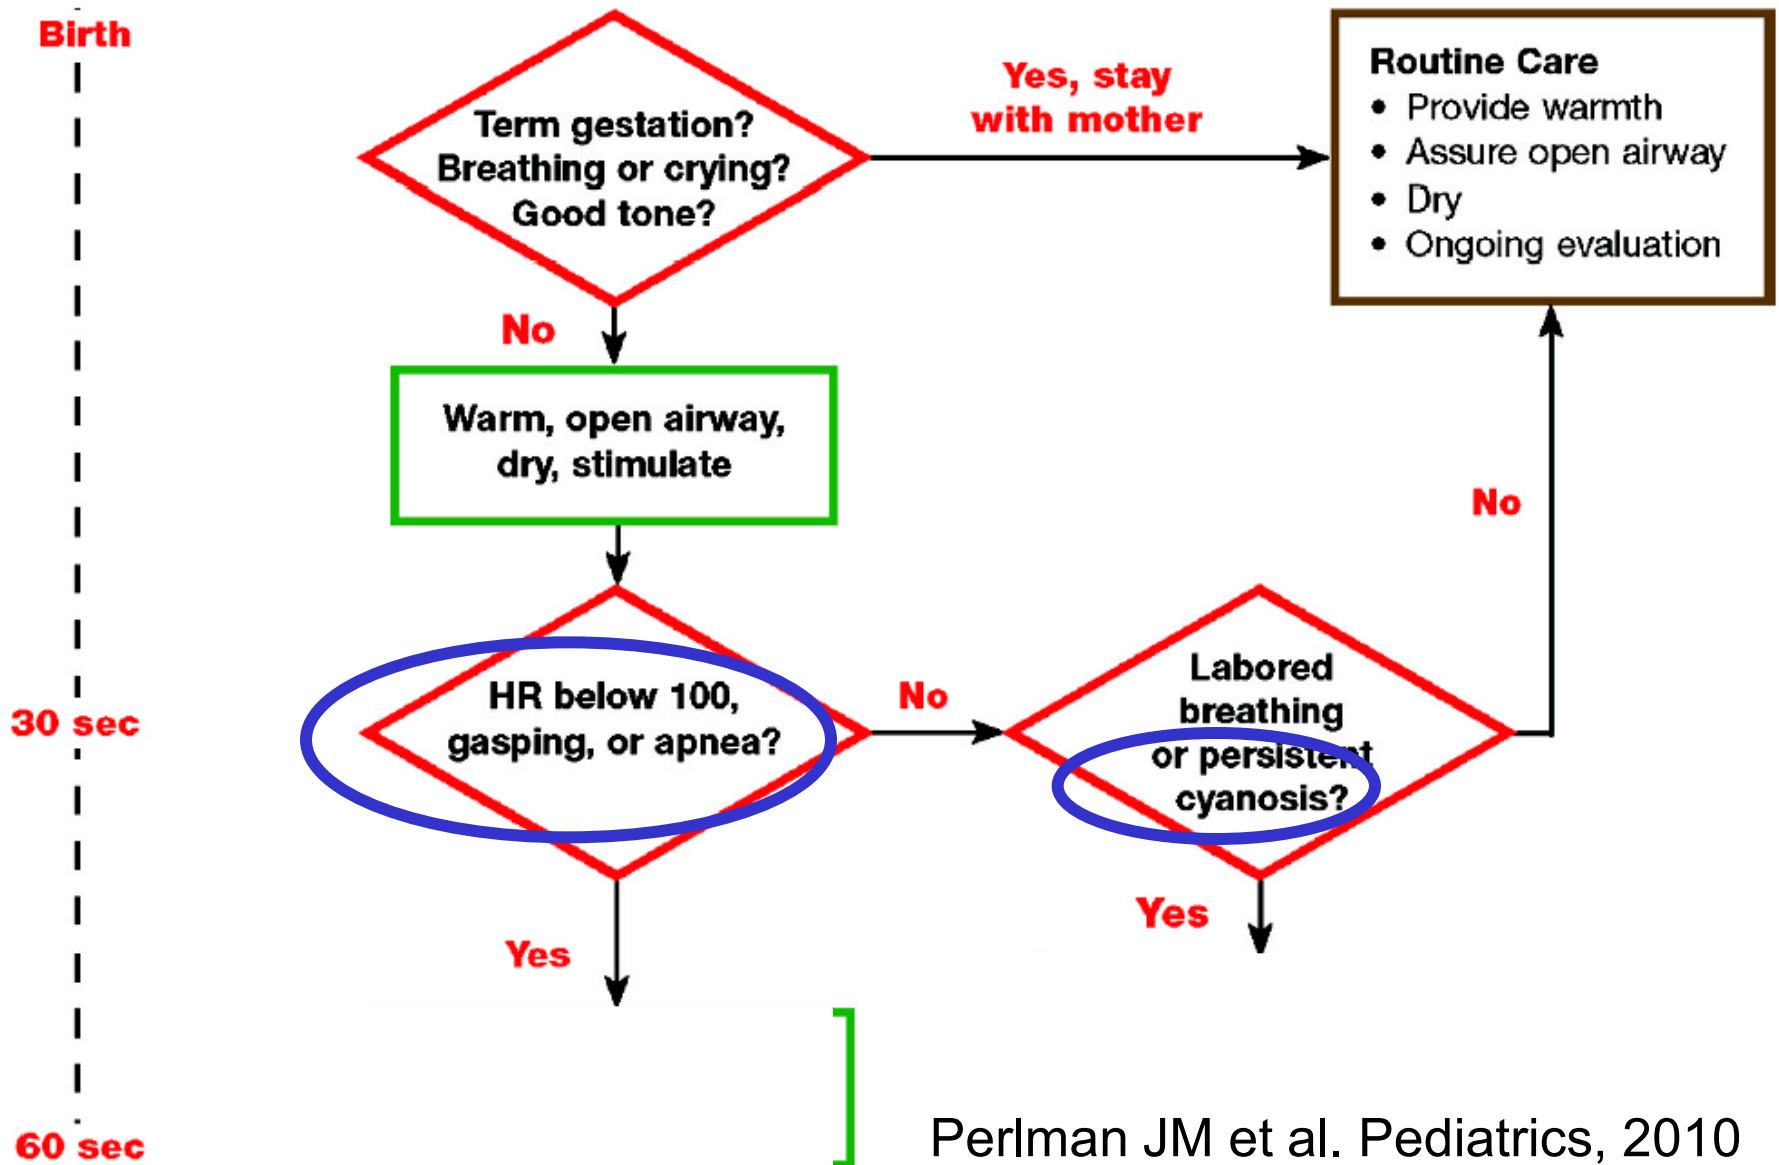 Birth
Term gestation?
Breathing or crying?
Good tone?
Yes, stay
with mother
Routine Care
• Provide warmth
• Assure open airway
• Dry
• Ongoing evaluation
No
Warm, open airway,
dry, stimulate
No
30 sec
HR below 100,
gasping, or apnea?
No
Labored
breathing
or persistent
cyanosis?
Yes
Yes
60 sec
Perlman JM et al. Pediatrics, 2010